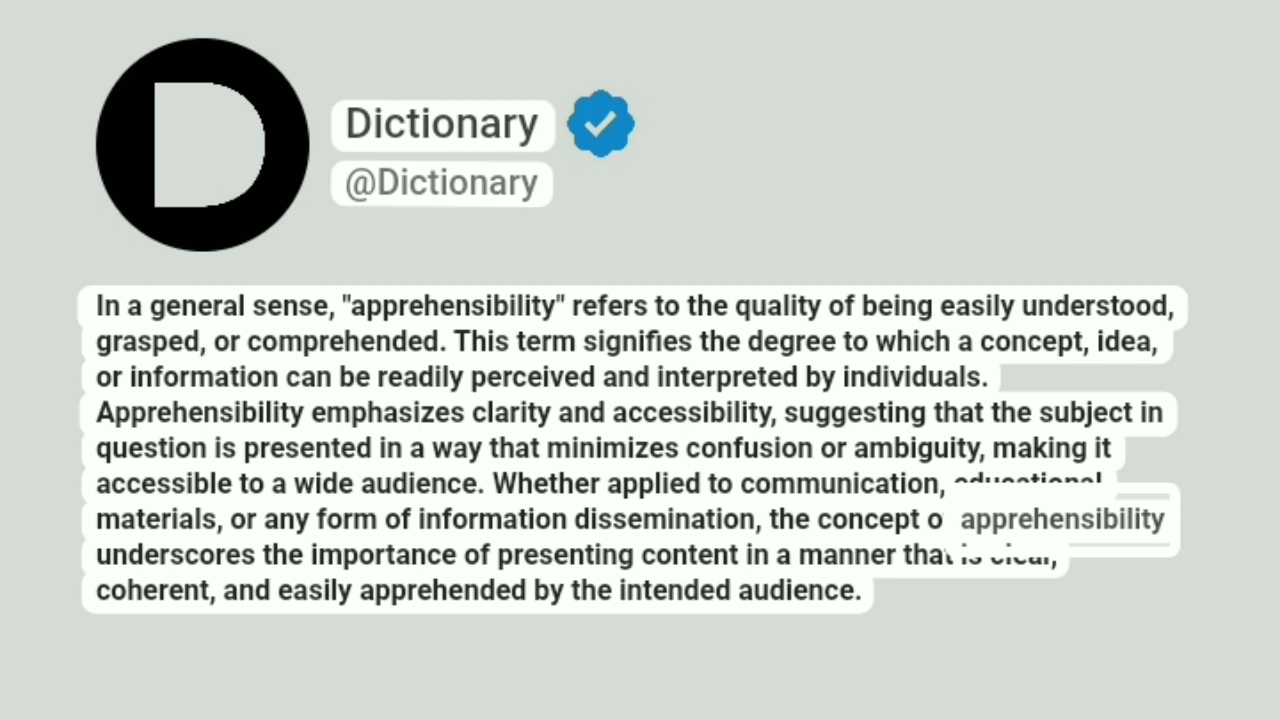 D
Dictionary
@Dictionary
In a general sense, "apprehensibility" refers to the quality of being easily understood,
grasped, or comprehended. This term signifies the degree to which a concept, idea,
or information can be readily perceived and interpreted by individuals.
Apprehensibility emphasizes clarity and accessibility, suggesting that the subject in
question is presented in a way that minimizes confusion or ambiguity, making it
accessible to a wide audience. Whether applied to communication, educational
materials, or any form of information dissemination, the concept o apprehensibility
underscores the importance of presenting content in a manner that is clear,
coherent, and easily apprehended by the intended audience.